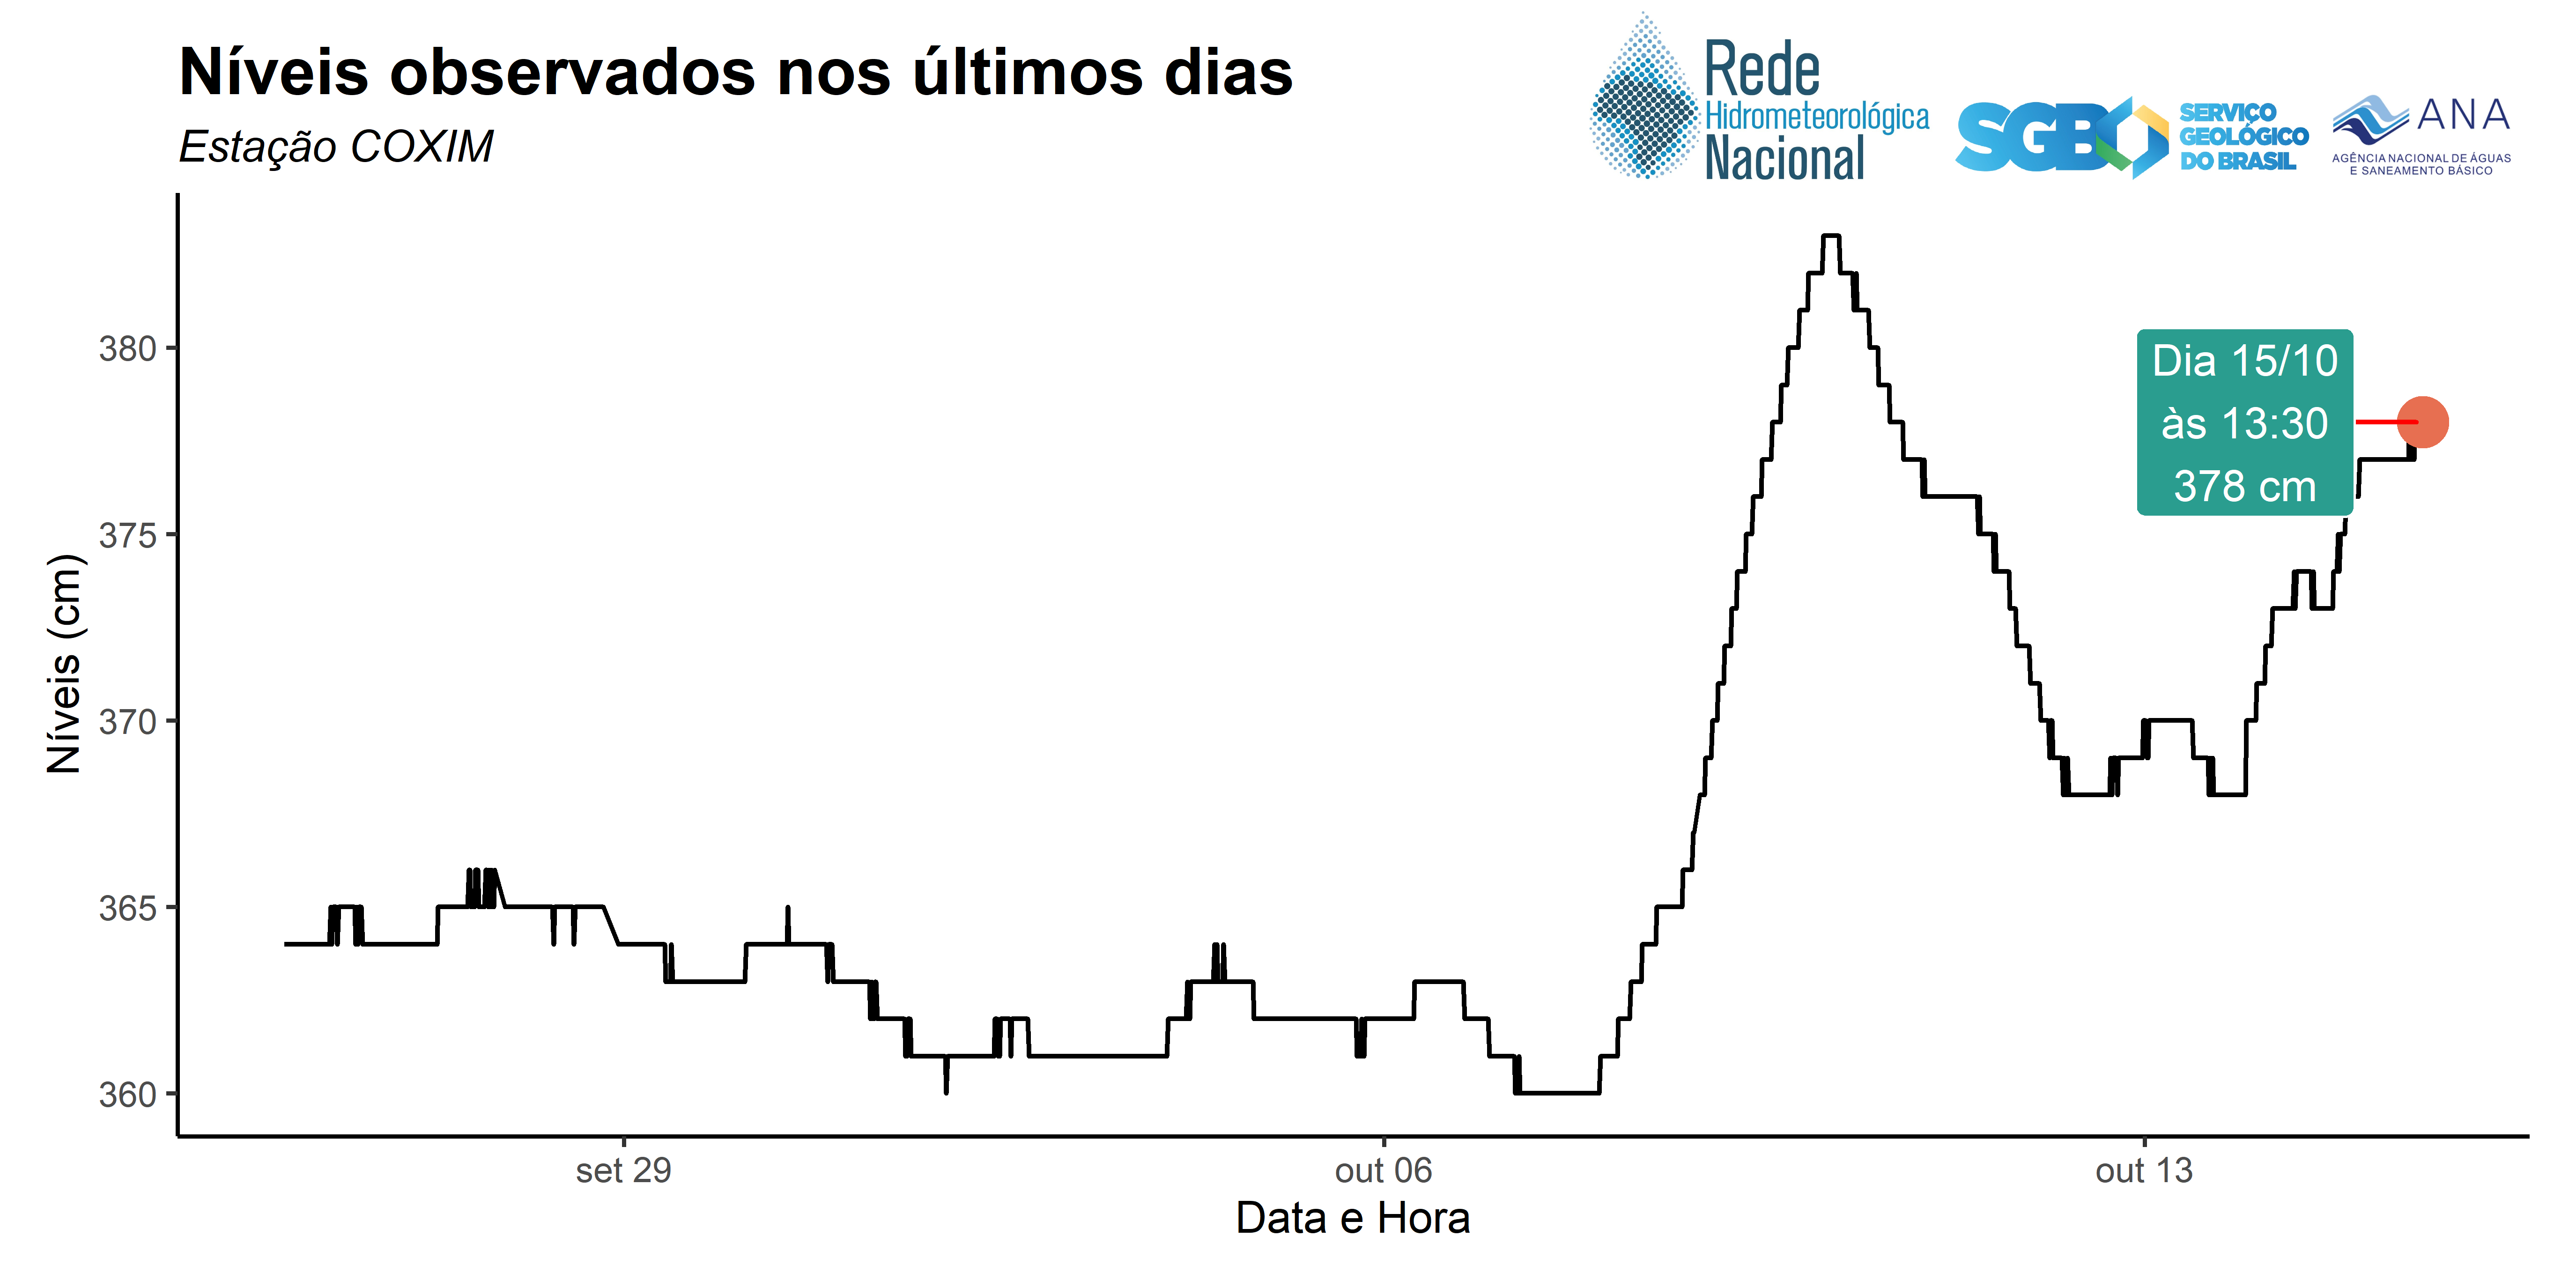 Níveis observados nos últimos dias
Estação COXIM
Rede
Hidrometeorológica
Nacional
SGB
SERVIÇO
GEOLÓGICO
DO BRASIL
ANA
AGÊNCIA NACIONAL DE ÁGUAS
E SANEAMENTO BÁSICO
Níveis (cm)
380
375
370
365
360
Dia 15/10
às 13:30
378 cm
set 29
out 06
out 13
Data e Hora